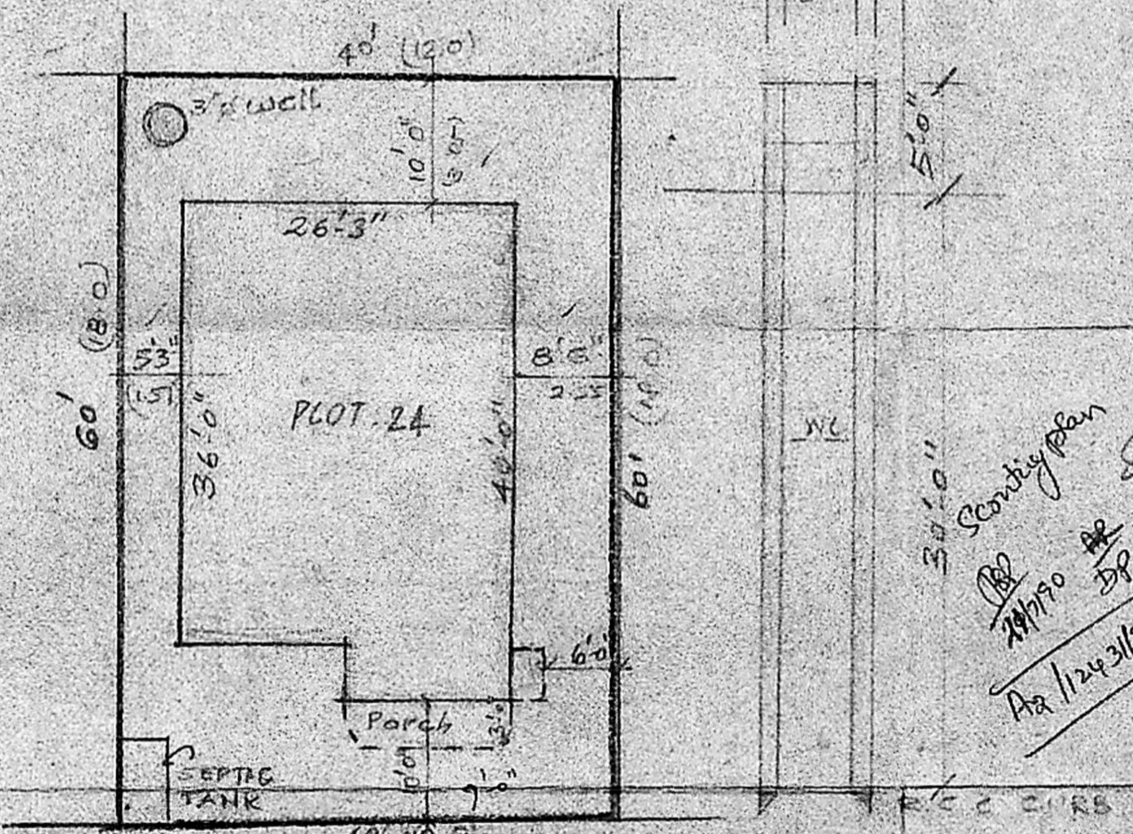 40' (12.0)
3'ø well
10'0"
5'0"
26'-3"
(18.0)
5'3"
(1.5)
8'6"
2.25
60'
36'-0"
PLOT. 24
40'-0"
60'
WC
30'-0"
Scouting plan
6'0"
Porch
3'-0"
SEPTIC
TANK
10'0"
R.C.C CURB